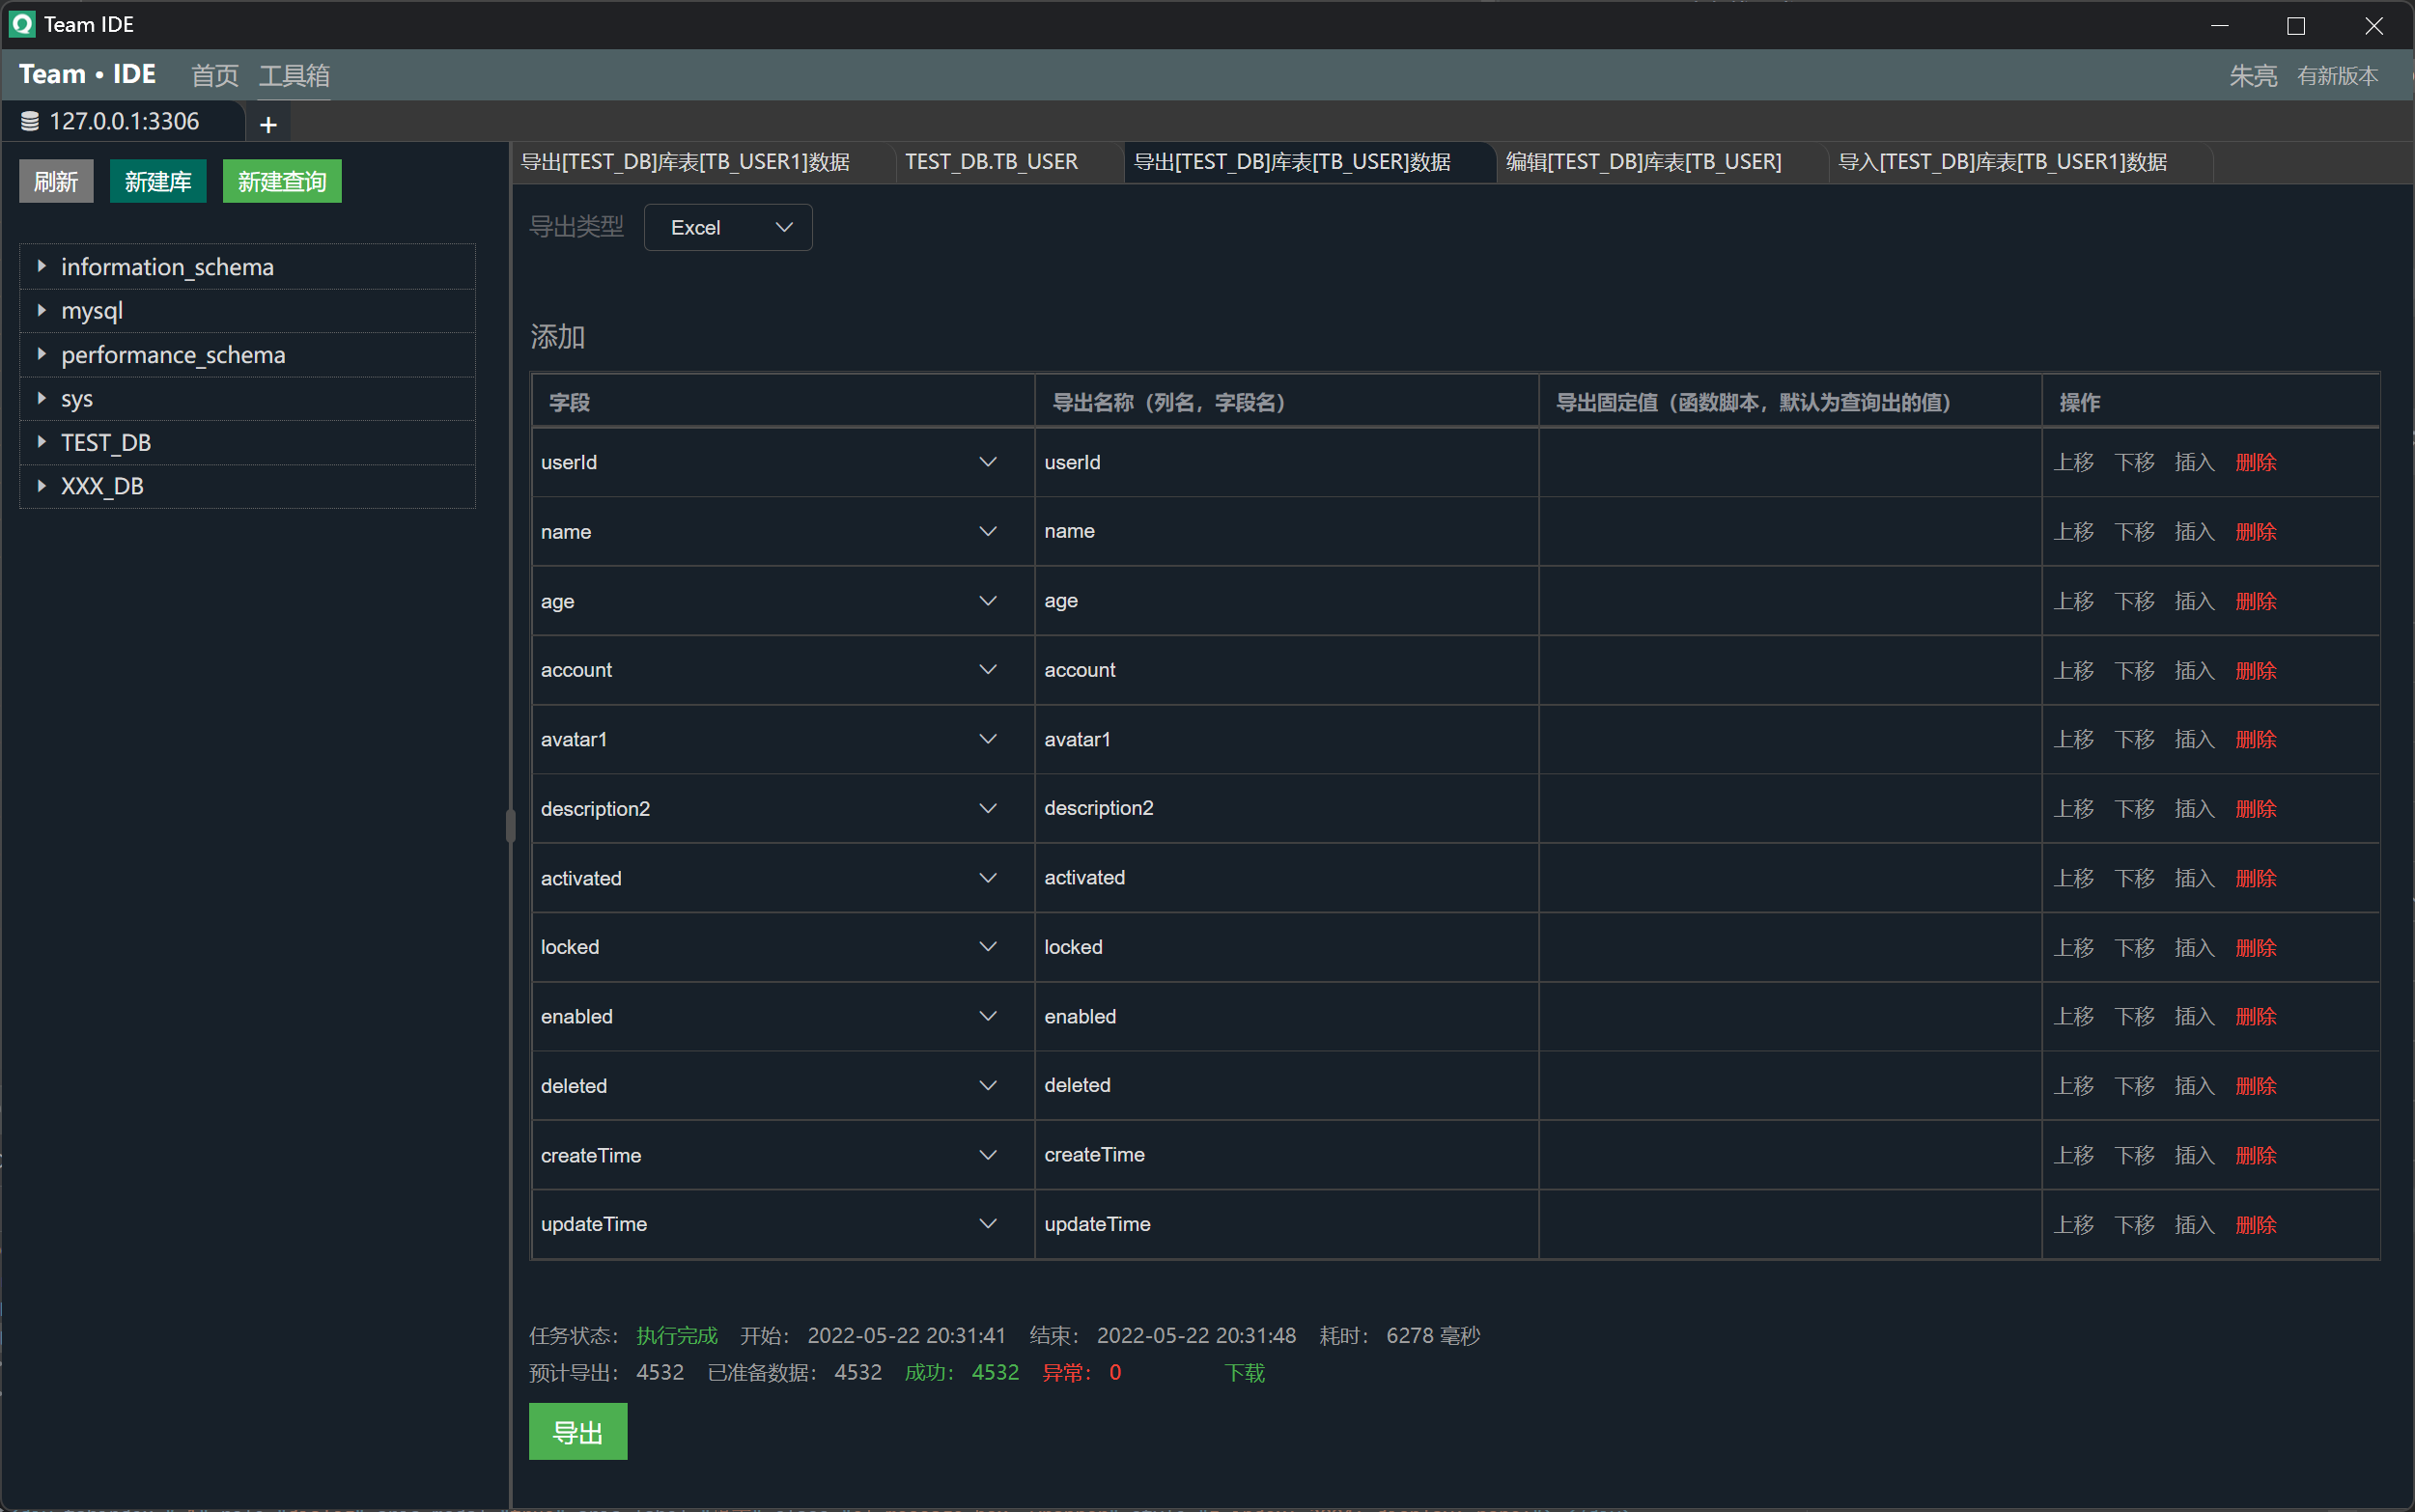 Team IDE
Team • IDE 首页 工具箱 朱亮 有新版本
127.0.0.1:3306 +
刷新 新建库 新建查询
information_schema
mysql
performance_schema
sys
TEST_DB
XXX_DB
导出[TEST_DB]库表[TB_USER1]数据 TEST_DB.TB_USER 导出[TEST_DB]库表[TB_USER]数据 编辑[TEST_DB]库表[TB_USER] 导入[TEST_DB]库表[TB_USER1]数据
导出类型 Excel
添加
字段 导出名称（列名，字段名） 导出固定值（函数脚本，默认为查询出的值） 操作
userId userId 上移 下移 插入 删除
name name 上移 下移 插入 删除
age age 上移 下移 插入 删除
account account 上移 下移 插入 删除
avatar1 avatar1 上移 下移 插入 删除
description2 description2 上移 下移 插入 删除
activated activated 上移 下移 插入 删除
locked locked 上移 下移 插入 删除
enabled enabled 上移 下移 插入 删除
deleted deleted 上移 下移 插入 删除
createTime createTime 上移 下移 插入 删除
updateTime updateTime 上移 下移 插入 删除
任务状态： 执行完成 开始： 2022-05-22 20:31:41 结束： 2022-05-22 20:31:48 耗时： 6278 毫秒
预计导出： 4532 已准备数据： 4532 成功： 4532 异常： 0 下载
导出